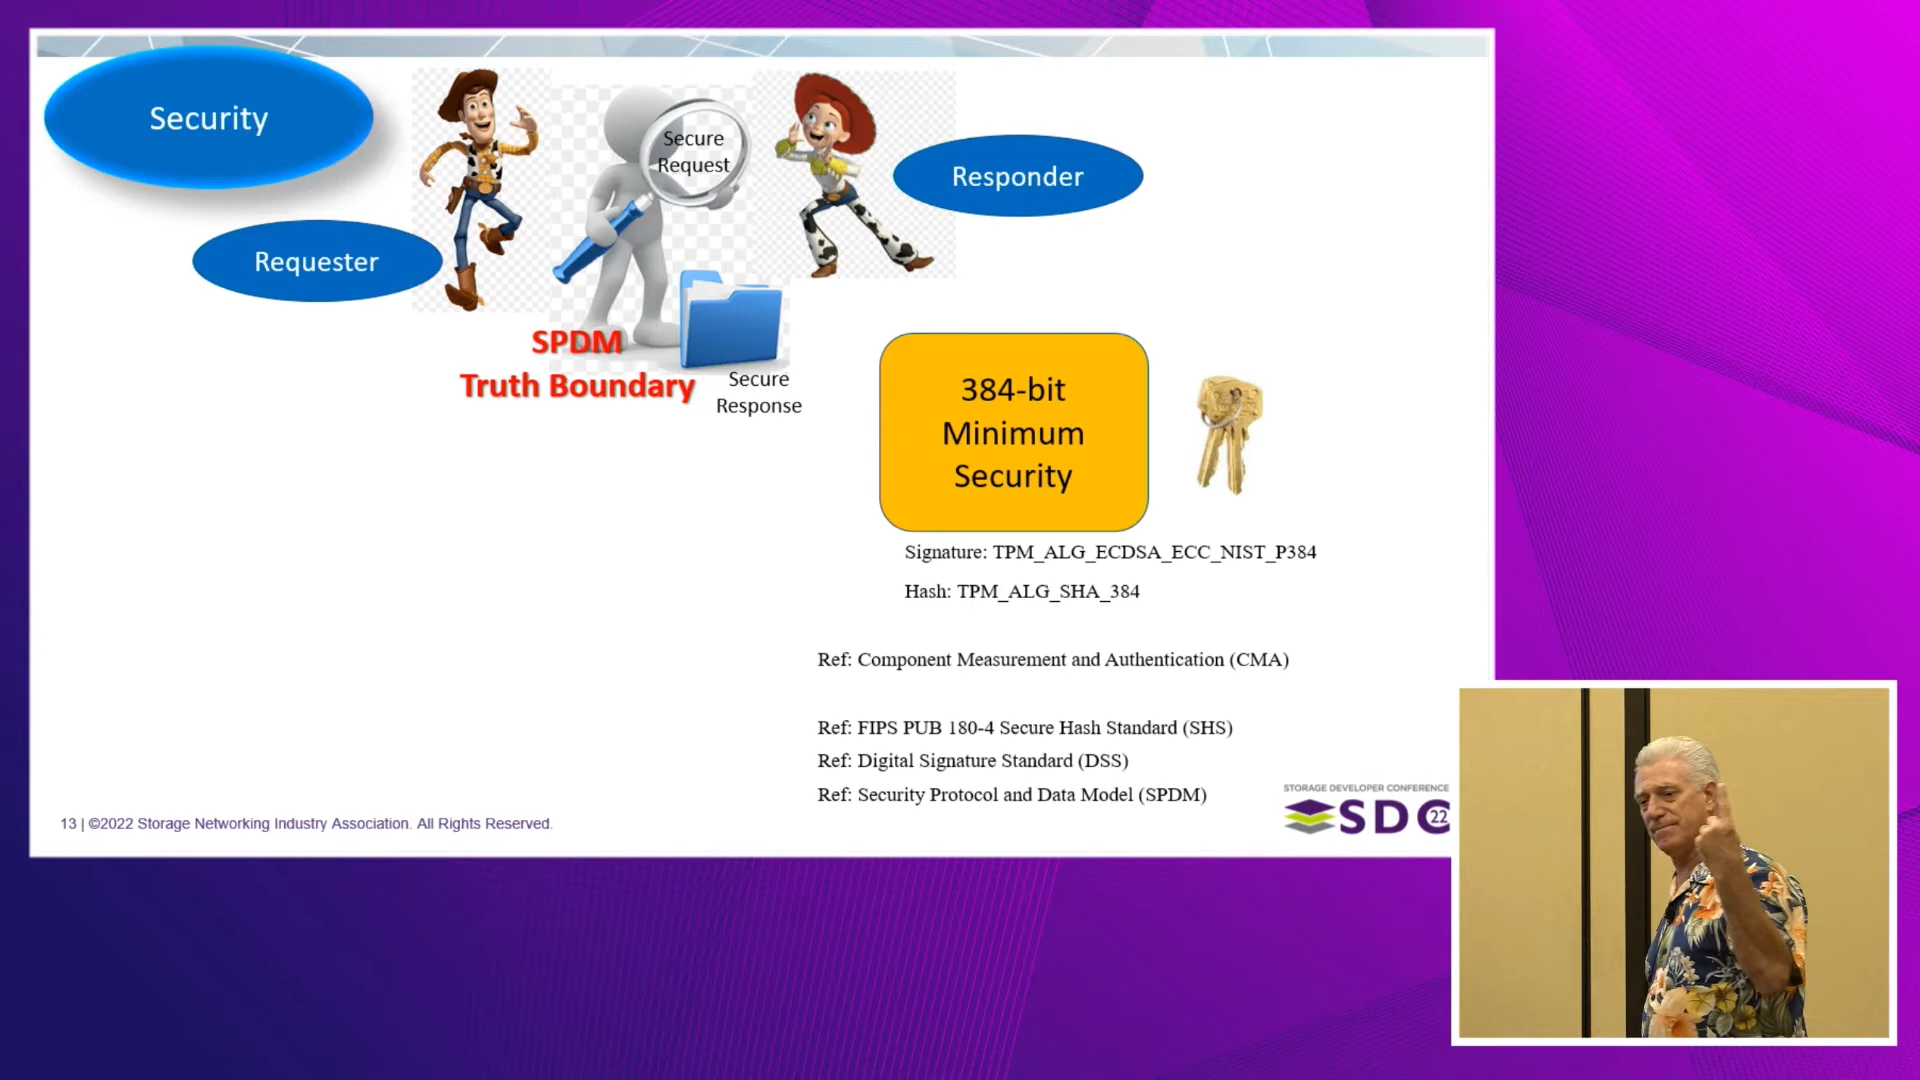 Security
Secure
Request
Responder
Requester
SPDM
Truth Boundary
Secure
Response
384-bit
Minimum
Security
Signature: TPM_ALG_ECDSA_ECC_NIST_P384
Hash: TPM_ALG_SHA_384
Ref: Component Measurement and Authentication (CMA)
Ref: FIPS PUB 180-4 Secure Hash Standard (SHS)
Ref: Digital Signature Standard (DSS)
Ref: Security Protocol and Data Model (SPDM)
STORAGE DEVELOPER CONFERENCE
SDC 22
13 | ©2022 Storage Networking Industry Association. All Rights Reserved.